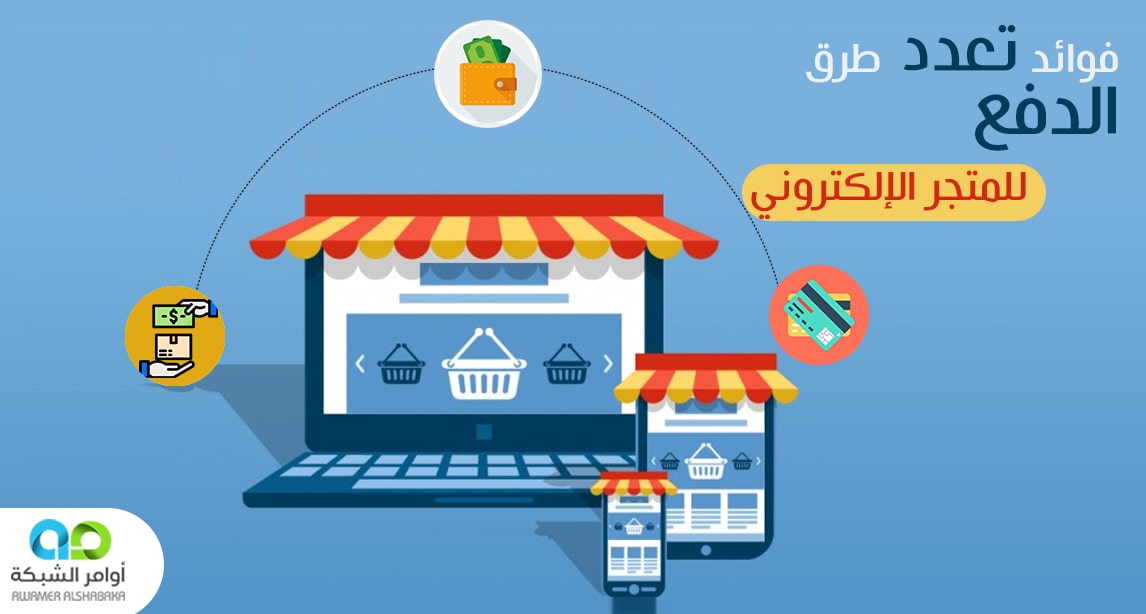 فوائد تعدد طرق
الدفع
للمتجر الإلكتروني
أوامر الشبكة
AWAMER ALSHABAKA